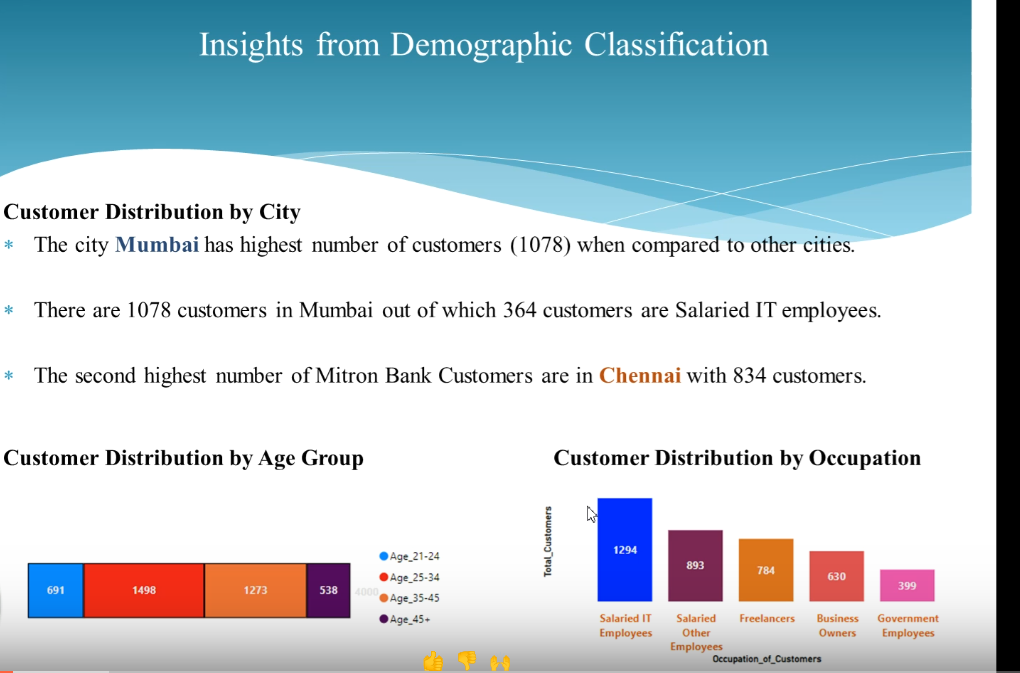 Insights from Demographic Classification
Customer Distribution by City
* The city Mumbai has highest number of customers (1078) when compared to other cities.
* There are 1078 customers in Mumbai out of which 364 customers are Salaried IT employees.
* The second highest number of Mitron Bank Customers are in Chennai with 834 customers.
Customer Distribution by Age Group
691
1498
1273
538
4000
Age_21-24
Age_25-34
Age_35-45
Age_45+
Customer Distribution by Occupation
Total_Customers
1294
893
784
630
399
Salaried IT
Employees
Salaried
Other
Employees
Freelancers
Business
Owners
Government
Employees
Occupation_of_Customers